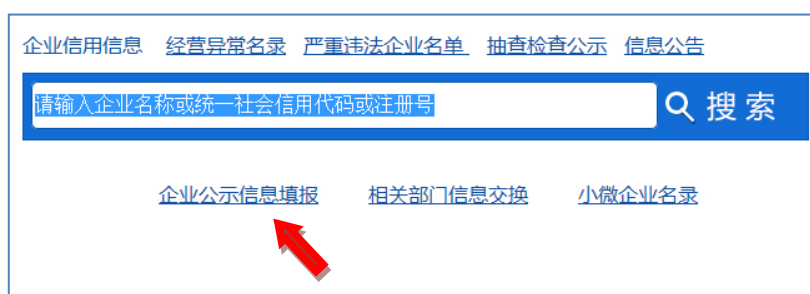 企业信用信息 经营异常名录 严重违法企业名单 抽查检查公示 信息公告
请输入企业名称或统一社会信用代码或注册号 搜索
企业公示信息填报 相关部门信息交换 小微企业名录